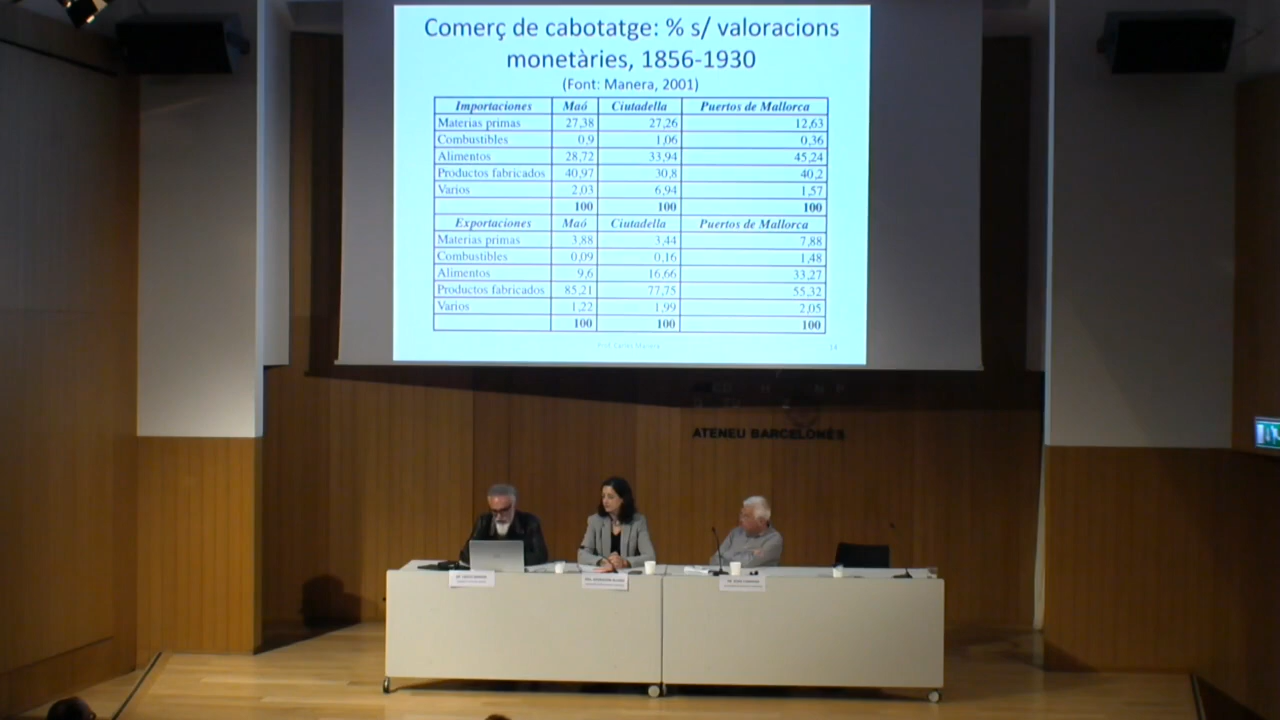 Comerç de cabotatge: % s/ valoracions
monetàries, 1856-1930
(Font: Manera, 2001)
Importaciones Maó Ciutadella Puertos de Mallorca
Materias primas 27,38 27,26 12,63
Combustibles 0,9 1,06 0,36
Alimentos 28,72 33,94 45,24
Productos fabricados 40,97 30,8 40,2
Varios 2,03 6,94 1,57
100 100 100
Exportaciones Maó Ciutadella Puertos de Mallorca
Materias primas 3,88 3,44 7,88
Combustibles 0,09 0,16 1,48
Alimentos 9,6 16,66 33,27
Productos fabricados 85,21 77,75 55,32
Varios 1,22 1,99 2,05
100 100 100
ATENEU BARCELONÈS